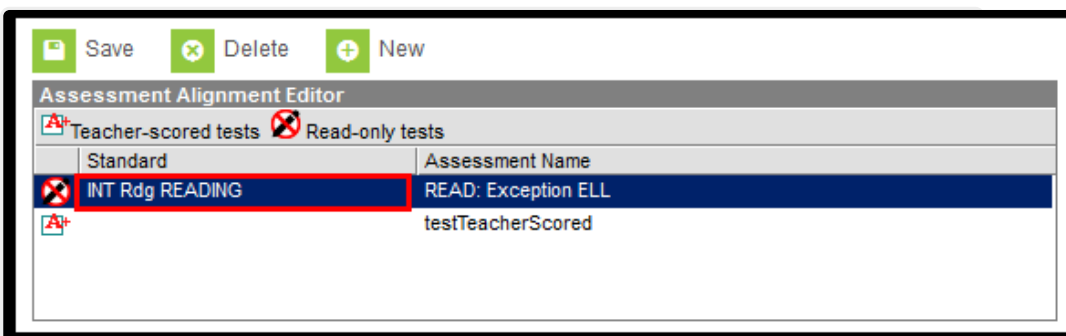 Save Delete New
Assessment Alignment Editor
A+ Teacher-scored tests Read-only tests
Standard Assessment Name
INT Rdg READING READ: Exception ELL
A+ testTeacherScored